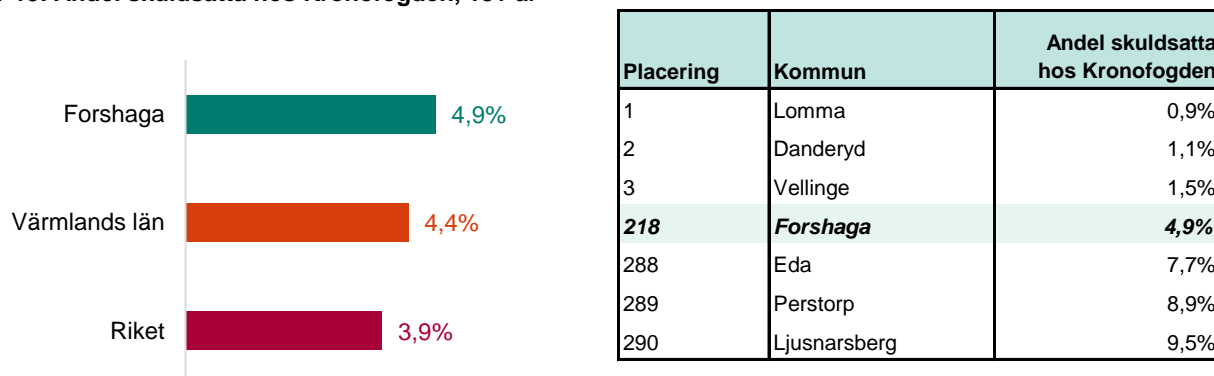 Forshaga 4,9%
Värmlands län 4,4%
Riket 3,9%
Placering Kommun Andel skuldsatta hos Kronofogden
1 Lomma 0,9%
2 Danderyd 1,1%
3 Vellinge 1,5%
218 Forshaga 4,9%
288 Eda 7,7%
289 Perstorp 8,9%
290 Ljusnarsberg 9,5%